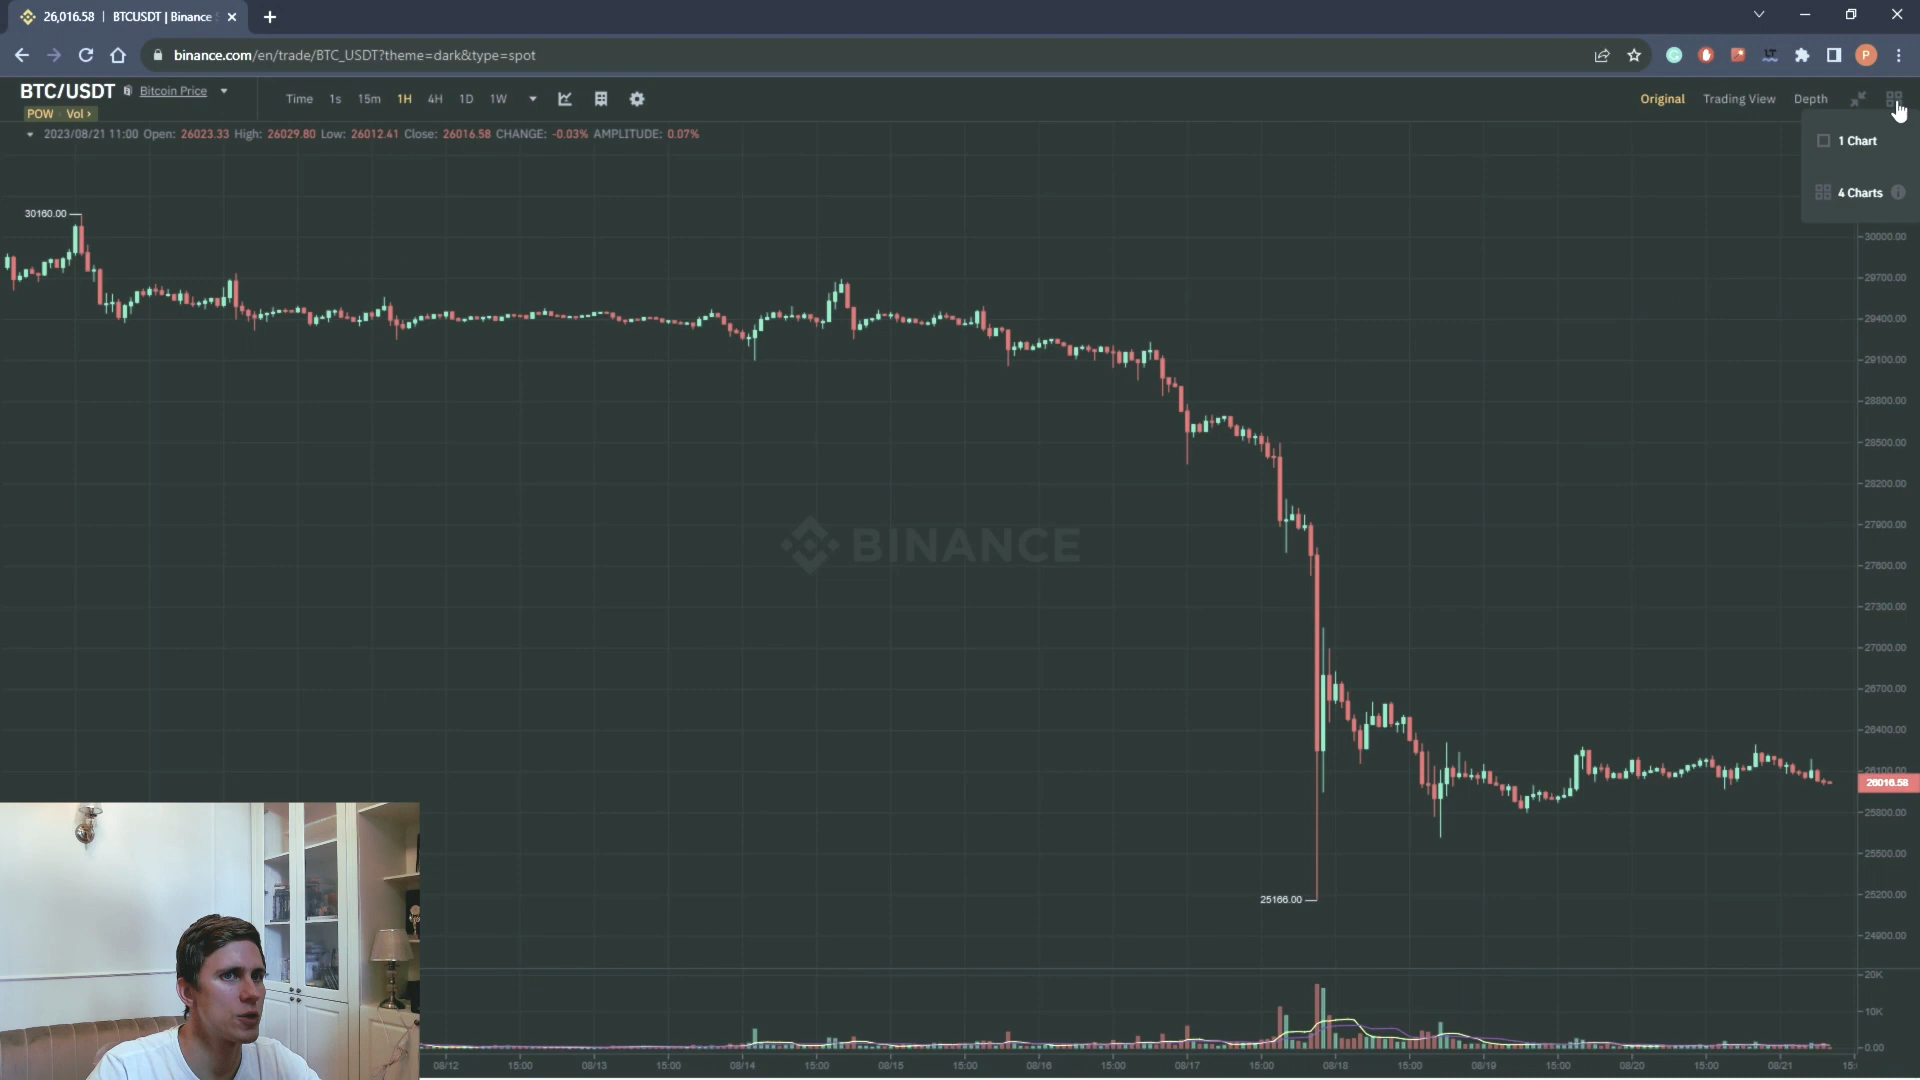 26,016.58 | BTCUSDT | Binance
binance.com/en/trade/BTC_USDT?theme=dark&type=spot
P
BTC/USDT Bitcoin Price
POW Vol
Time 1s 15m 1H 4H 1D 1W
Original Trading View Depth
2023/08/21 11:00 Open: 26023.33 High: 26029.80 Low: 26012.41 Close: 26016.58 CHANGE: -0.03% AMPLITUDE: 0.07%
1 Chart
4 Charts
30160.00
30000.00
29700.00
29400.00
29100.00
28800.00
28500.00
28200.00
27900.00
BINANCE
27600.00
27300.00
27000.00
26700.00
26400.00
26100.00
26016.58
25800.00
25500.00
25200.00
25166.00
24900.00
20K
10K
0.00
08/12 15:00 08/13 15:00 08/14 15:00 08/15 15:00 08/16 15:00 08/17 15:00 08/18 15:00 08/19 15:00 08/20 15:00 08/21 15: